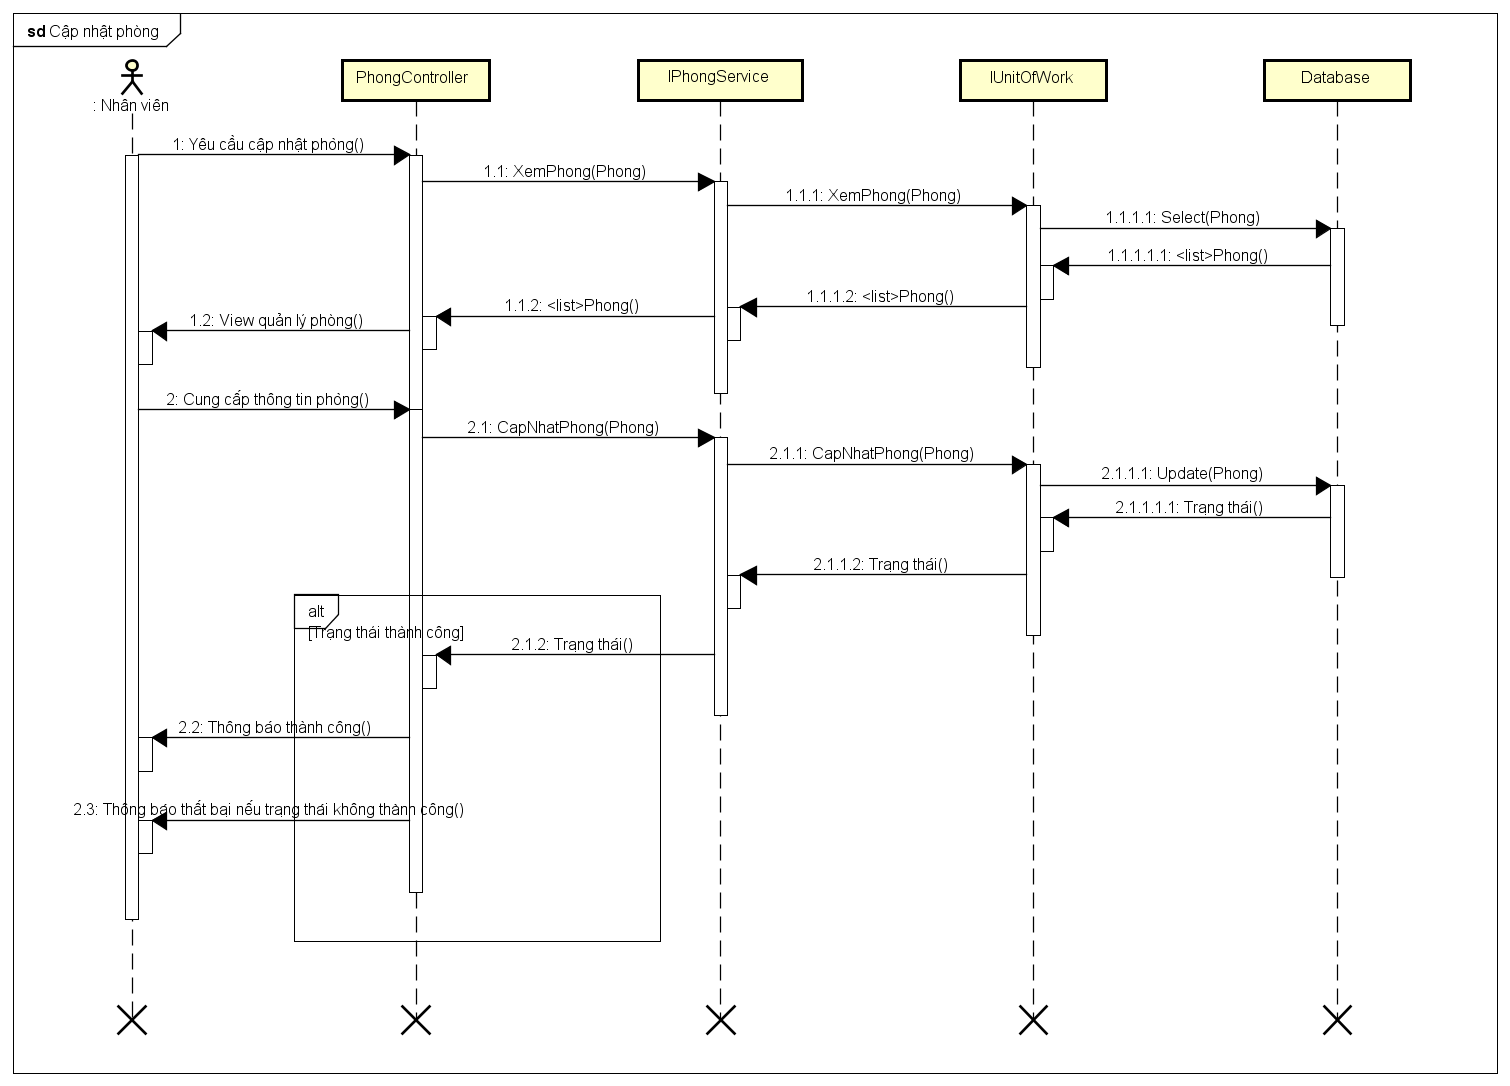 sd Cập nhật phòng
: Nhân viên
PhongController
IPhongService
IUnitOfWork
Database
1: Yêu cầu cập nhật phòng()
1.1: XemPhong(Phong)
1.1.1: XemPhong(Phong)
1.1.1.1: Select(Phong)
1.1.1.1.1: <list>Phong()
1.1.1.2: <list>Phong()
1.1.2: <list>Phong()
1.2: View quản lý phòng()
2: Cung cấp thông tin phòng()
2.1: CapNhatPhong(Phong)
2.1.1: CapNhatPhong(Phong)
2.1.1.1: Update(Phong)
2.1.1.1.1: Trạng thái()
2.1.1.2: Trạng thái()
alt
[Trạng thái thành công]
2.1.2: Trạng thái()
2.2: Thông báo thành công()
2.3: Thông báo thất bại nếu trạng thái không thành công()